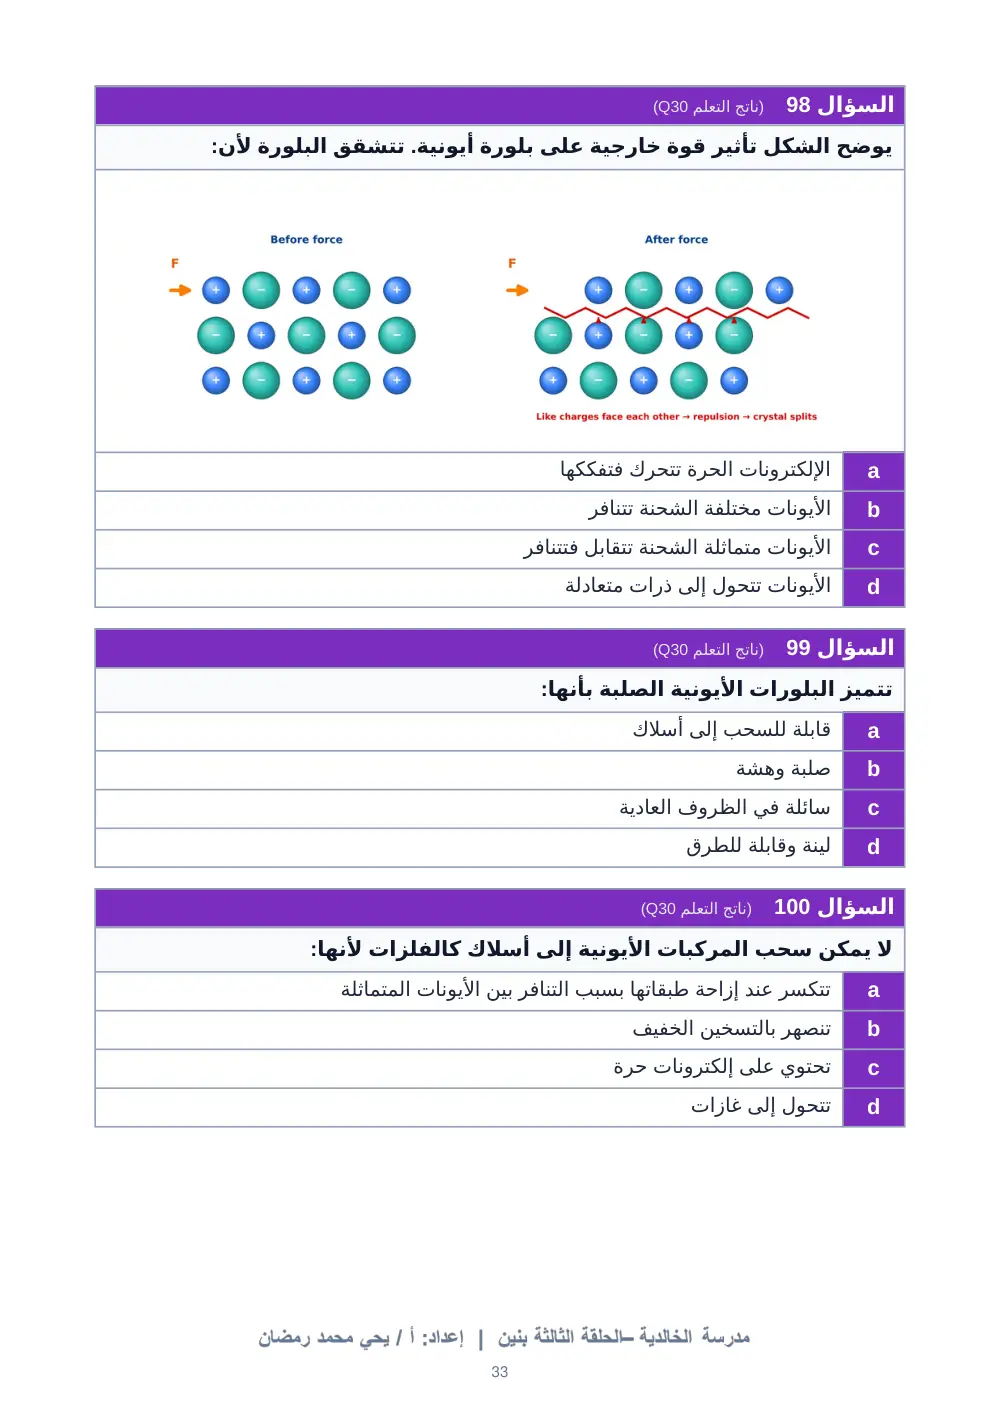 السؤال 98 (ناتج التعلم Q30)
يوضح الشكل تأثير قوة خارجية على بلورة أيونية. تتشقق البلورة لأن:
Before force
After force
F
F
+ − + − +
+ − + − +
− + − + −
− + − + −
+ − + − +
+ − + − +
Like charges face each other → repulsion → crystal splits
a الإلكترونات الحرة تتحرك فتفككها
b الأيونات مختلفة الشحنة تتنافر
c الأيونات متماثلة الشحنة تتقابل فتتنافر
d الأيونات تتحول إلى ذرات متعادلة
السؤال 99 (ناتج التعلم Q30)
تتميز البلورات الأيونية الصلبة بأنها:
a قابلة للسحب إلى أسلاك
b صلبة وهشة
c سائلة في الظروف العادية
d لينة وقابلة للطرق
السؤال 100 (ناتج التعلم Q30)
لا يمكن سحب المركبات الأيونية إلى أسلاك كالفلزات لأنها:
a تتكسر عند إزاحة طبقاتها بسبب التنافر بين الأيونات المتماثلة
b تنصهر بالتسخين الخفيف
c تحتوي على إلكترونات حرة
d تتحول إلى غازات
مدرسة الخالدية –الحلقة الثالثة بنين | إعداد: أ / يحي محمد رمضان
33